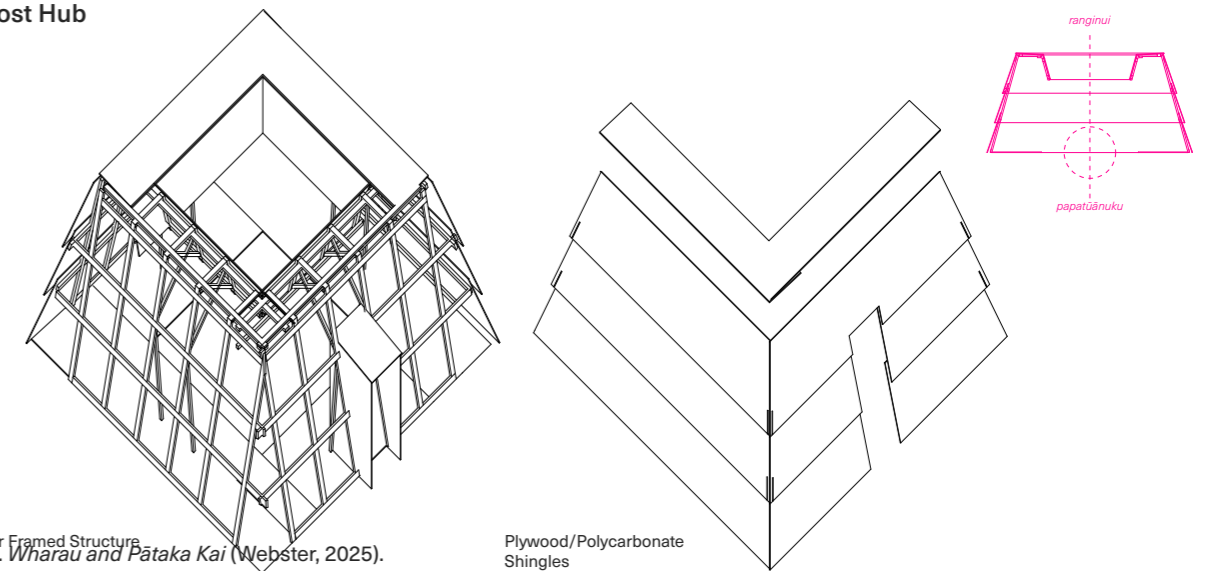 ost Hub
ranginui
papatūānuku
r Framed Structure
. Wharau and Pātaka Kai (Webster, 2025).
Plywood/Polycarbonate
Shingles